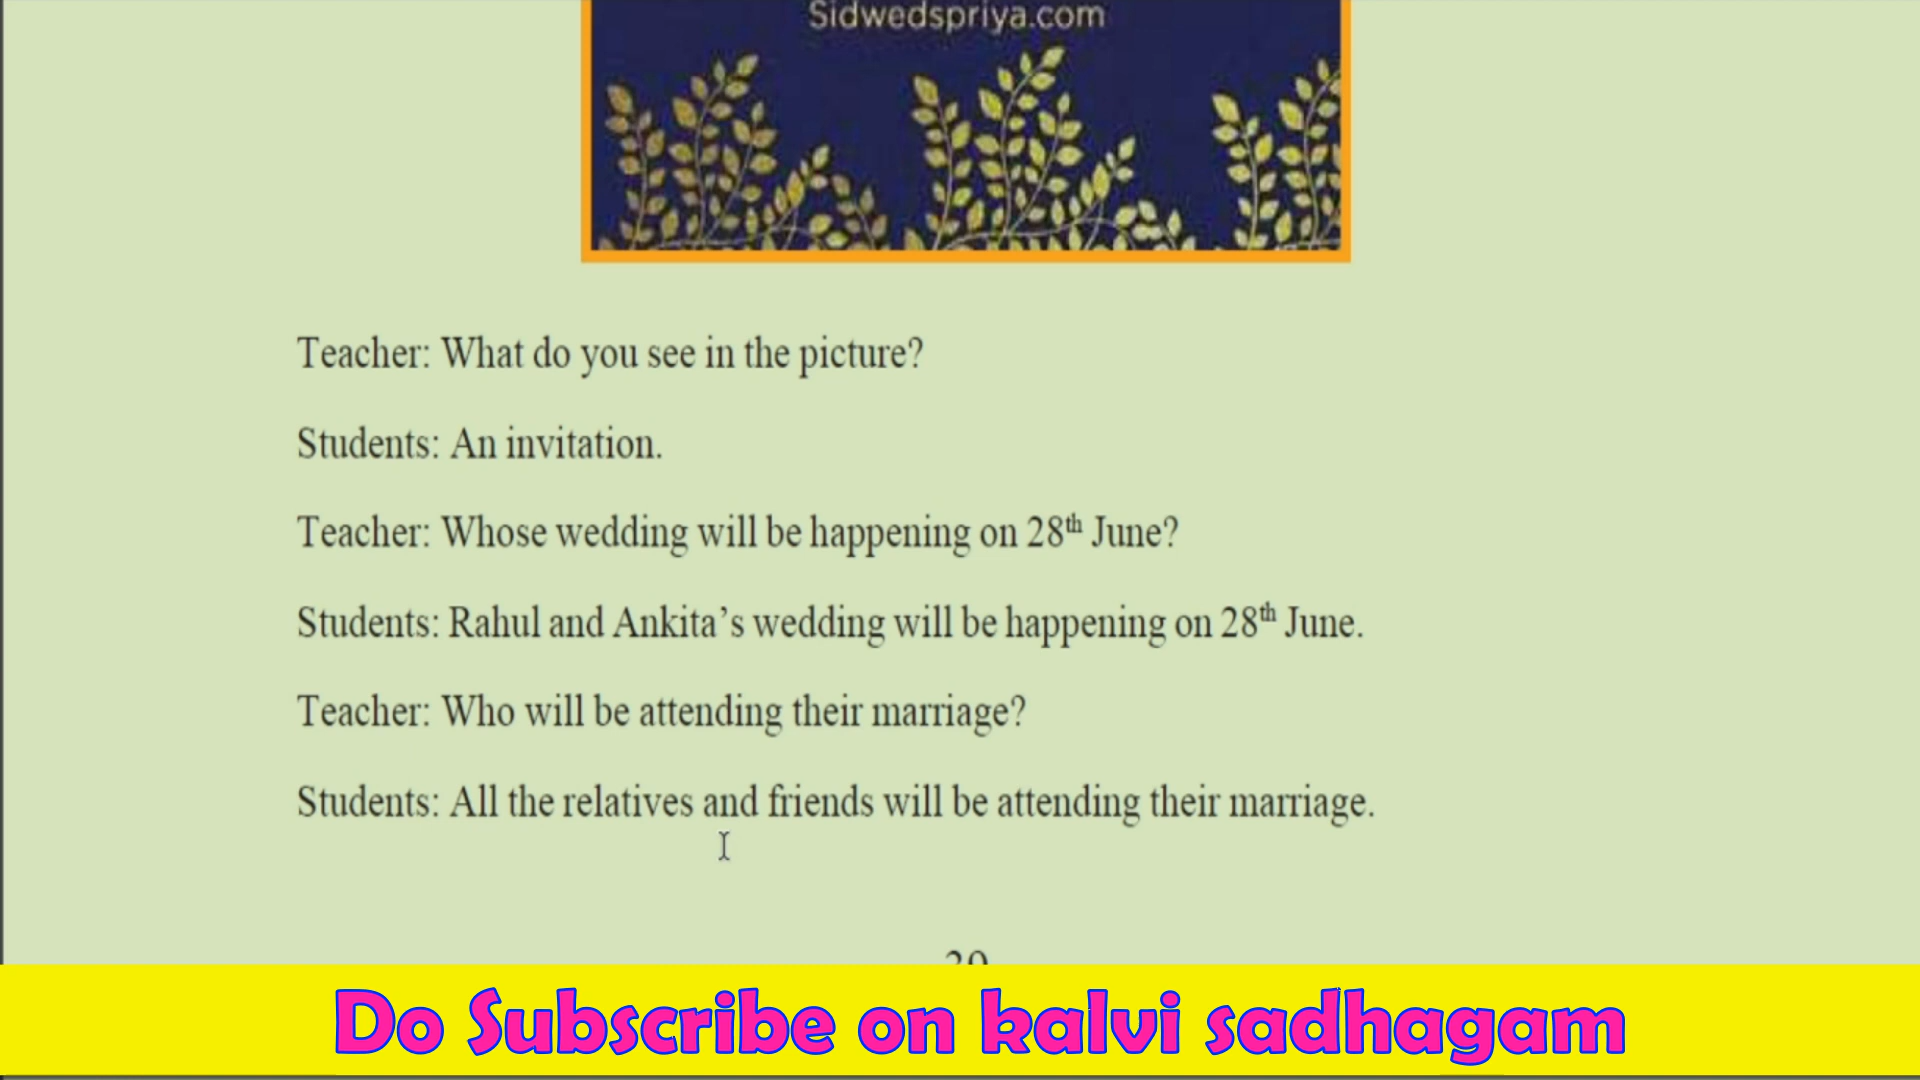 Sidwedspriya.com
Teacher: What do you see in the picture?
Students: An invitation.
Teacher: Whose wedding will be happening on 28th June?
Students: Rahul and Ankita’s wedding will be happening on 28th June.
Teacher: Who will be attending their marriage?
Students: All the relatives and friends will be attending their marriage.
Do Subscribe on kalvi sadhagam